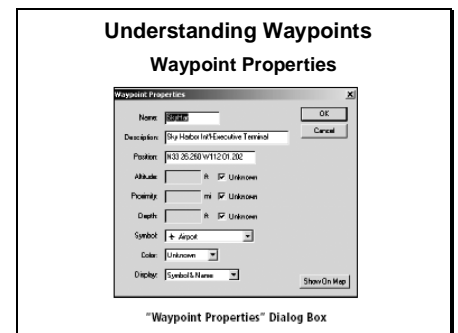 Understanding Waypoints
Waypoint Properties
Waypoint Properties
Name: SkyHar
OK
Description: Sky Harbor Int'l-Executive Terminal
Cancel
Position: N33 26.260 W112 01.202
Altitude: ft Unknown
Proximity: mi Unknown
Depth: ft Unknown
Symbol: Airport
Color: Unknown
Display: Symbol & Name
Show On Map
"Waypoint Properties" Dialog Box